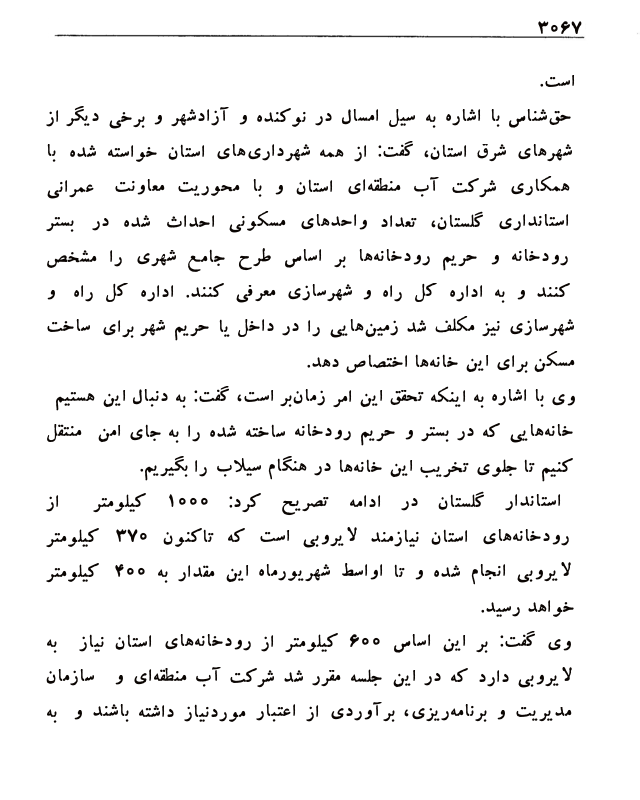 ۳۰۶۷
است.
حق‌شناس با اشاره به سیل امسال در نوکنده و آزادشهر و برخی دیگر از
شهرهای شرق استان، گفت: از همه شهرداری‌های استان خواسته شده با
همکاری شرکت آب منطقه‌ای استان و با محوریت معاونت عمرانی
استانداری گلستان، تعداد واحدهای مسکونی احداث شده در بستر
رودخانه و حریم رودخانه‌ها بر اساس طرح جامع شهری را مشخص
کنند و به اداره کل راه و شهرسازی معرفی کنند. اداره کل راه و
شهرسازی نیز مکلف شد زمین‌هایی را در داخل یا حریم شهر برای ساخت
مسکن برای این خانه‌ها اختصاص دهد.
وی با اشاره به اینکه تحقق این امر زمان‌بر است، گفت: به دنبال این هستیم
خانه‌هایی که در بستر و حریم رودخانه ساخته شده را به جای امن منتقل
کنیم تا جلوی تخریب این خانه‌ها در هنگام سیلاب را بگیریم.
استاندار گلستان در ادامه تصریح کرد: ۱۰۰۰ کیلومتر از
رودخانه‌های استان نیازمند لایروبی است که تاکنون ۳۷۰ کیلومتر
لایروبی انجام شده و تا اواسط شهریورماه این مقدار به ۴۰۰ کیلومتر
خواهد رسید.
وی گفت: بر این اساس ۶۰۰ کیلومتر از رودخانه‌های استان نیاز به
لایروبی دارد که در این جلسه مقرر شد شرکت آب منطقه‌ای و سازمان
مدیریت و برنامه‌ریزی، برآوردی از اعتبار موردنیاز داشته باشند و به